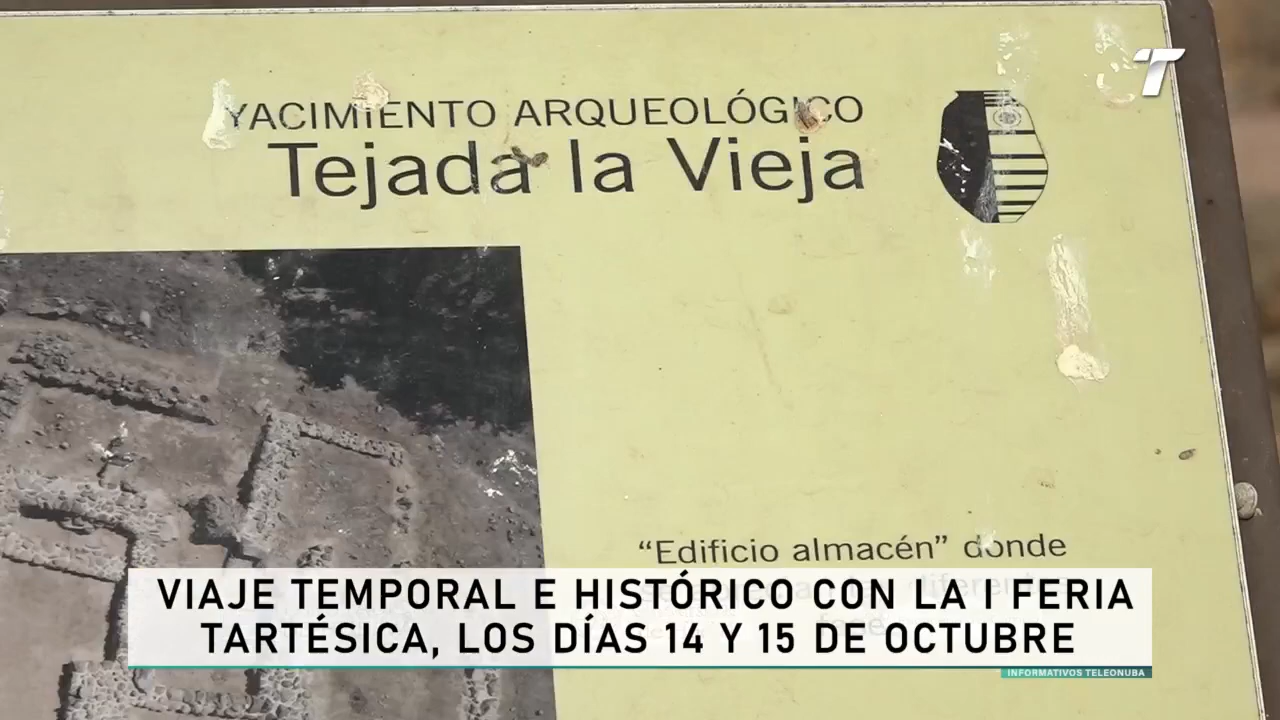 YACIMIENTO ARQUEOLÓGICO
Tejada la Vieja
“Edificio almacén” donde
VIAJE TEMPORAL E HISTÓRICO CON LA I FERIA
TARTÉSICA, LOS DÍAS 14 Y 15 DE OCTUBRE
INFORMATIVOS TELEONUBA